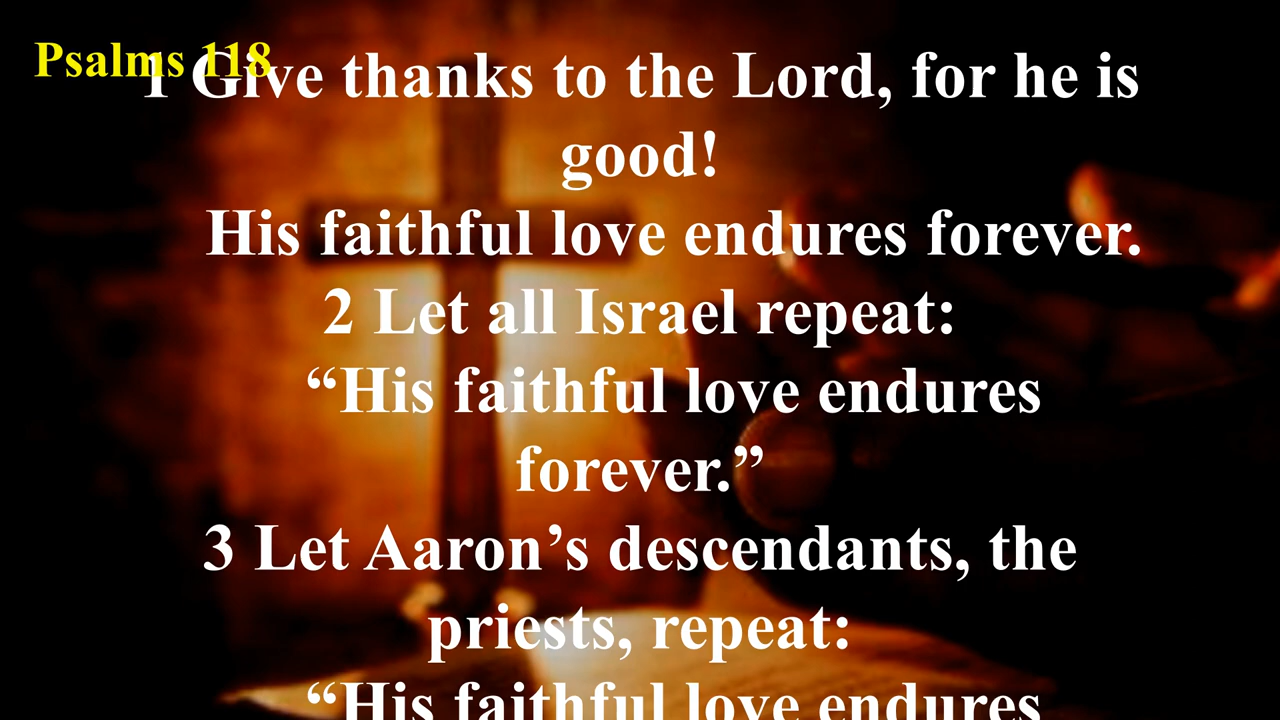 Psalms 118
1 Give thanks to the Lord, for he is
good!
His faithful love endures forever.
2 Let all Israel repeat:
“His faithful love endures
forever.”
3 Let Aaron’s descendants, the
priests, repeat:
“His faithful love endures